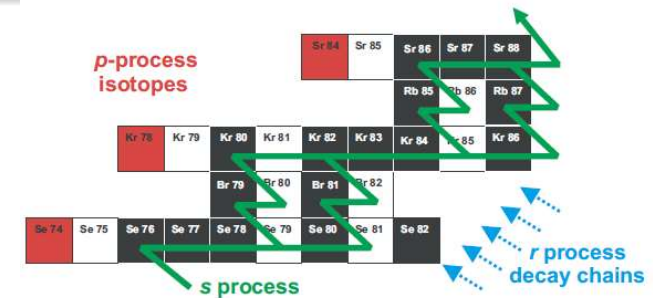 Sr 84 Sr 85 Sr 86 Sr 87 Sr 88
p-process
isotopes
Rb 85 Rb 86 Rb 87
Kr 78 Kr 79 Kr 80 Kr 81 Kr 82 Kr 83 Kr 84 Kr 85 Kr 86
Br 79 Br 80 Br 81 Br 82
Se 74 Se 75 Se 76 Se 77 Se 78 Se 79 Se 80 Se 81 Se 82
r process
decay chains
s process